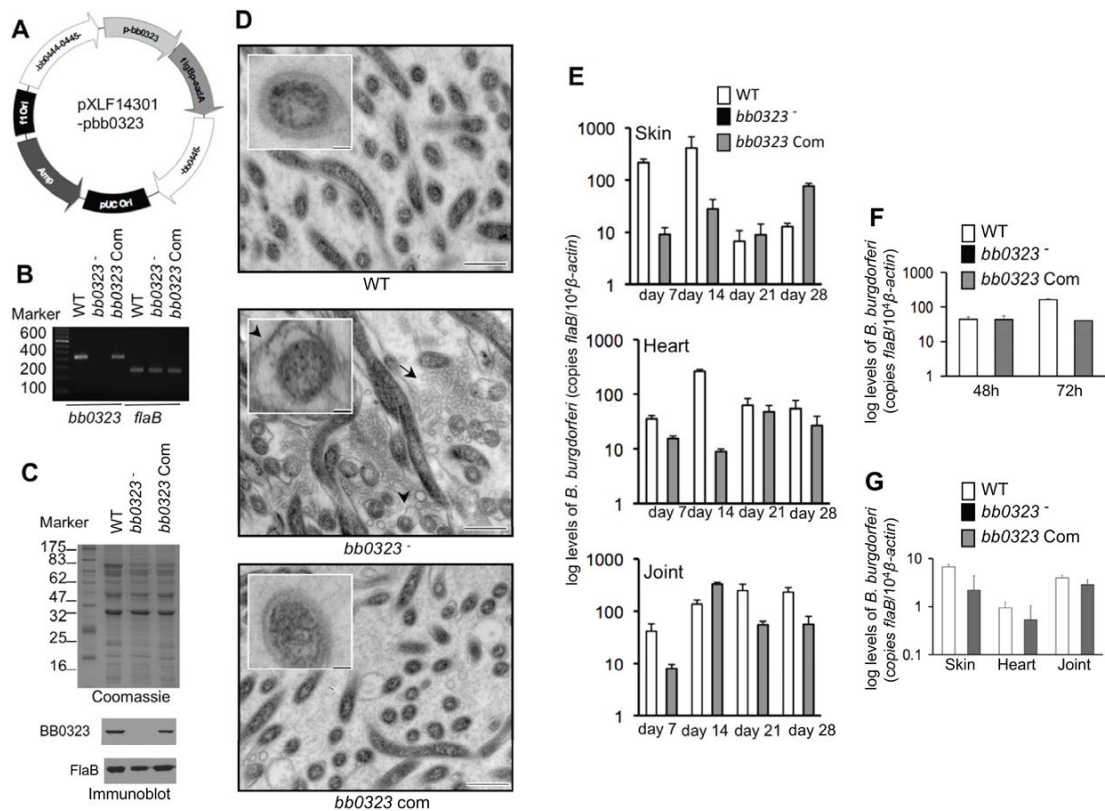 A
-bb0444-0445-
p-bb0323
flgBp-aadA
f1 Ori
pXLF14301
-pbb0323
Amp
-bb0446-
pUC Ori
B
WT
bb0323 -
bb0323 Com
WT
bb0323 -
bb0323 Com
Marker
600
400
200
100
bb0323
flaB
C
WT
bb0323 -
bb0323 Com
Marker
175
83
62
47
32
25
16
Coomassie
BB0323
FlaB
Immunoblot
D
WT
bb0323 -
bb0323 com
E
WT
bb0323 -
bb0323 Com
log levels of B. burgdorferi (copies flaB/10⁴β-actin)
Skin
1000
100
10
1
day 7
day 14
day 21
day 28
Heart
1000
100
10
1
day 7
day 14
day 21
day 28
Joint
1000
100
10
1
day 7
day 14
day 21
day 28
F
WT
bb0323 -
bb0323 Com
log levels of B. burgdorferi
(copies flaB/10⁴β-actin)
1000
100
10
1
48h
72h
G
WT
bb0323 -
bb0323 Com
log levels of B. burgdorferi
(copies flaB/10⁴β-actin)
100
10
1
0.1
Skin
Heart
Joint